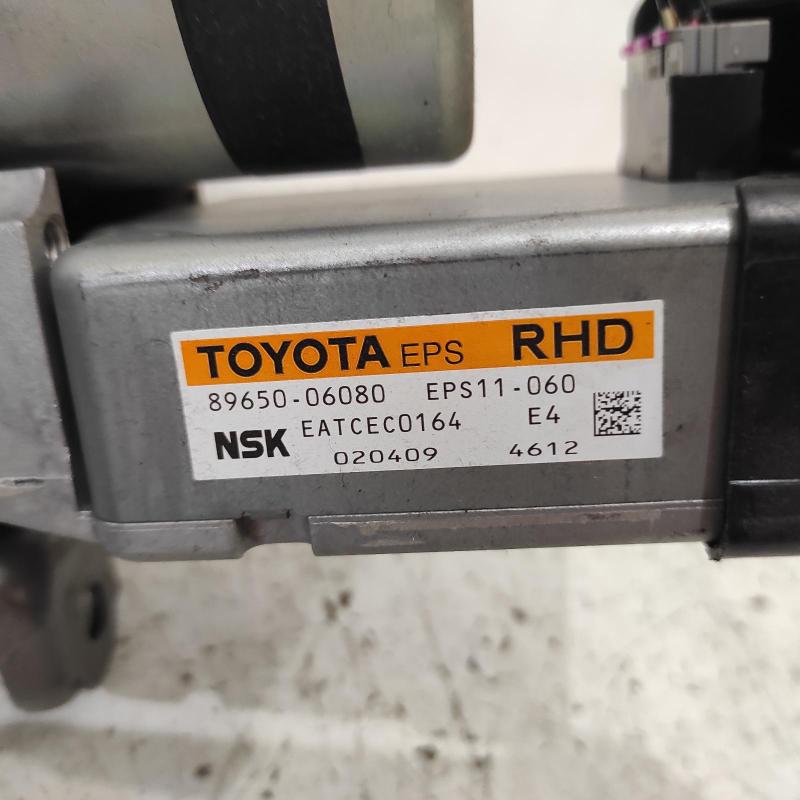 TOYOTA EPS RHD
89650-06080 EPS11-060
NSK EATCEC0164 E4
020409 4612